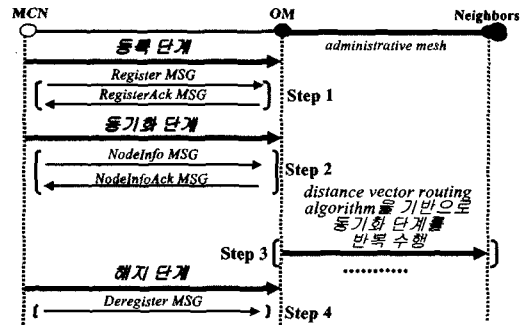 MCN OM Neighbors
등록 단계 administrative mesh
Register MSG
RegisterAck MSG Step 1
동기화 단계
NodeInfo MSG
NodeInfoAck MSG Step 2
distance vector routing
algorithm을 기반으로
동기화 단계를
반복 수행
Step 3
해지 단계
Deregister MSG Step 4